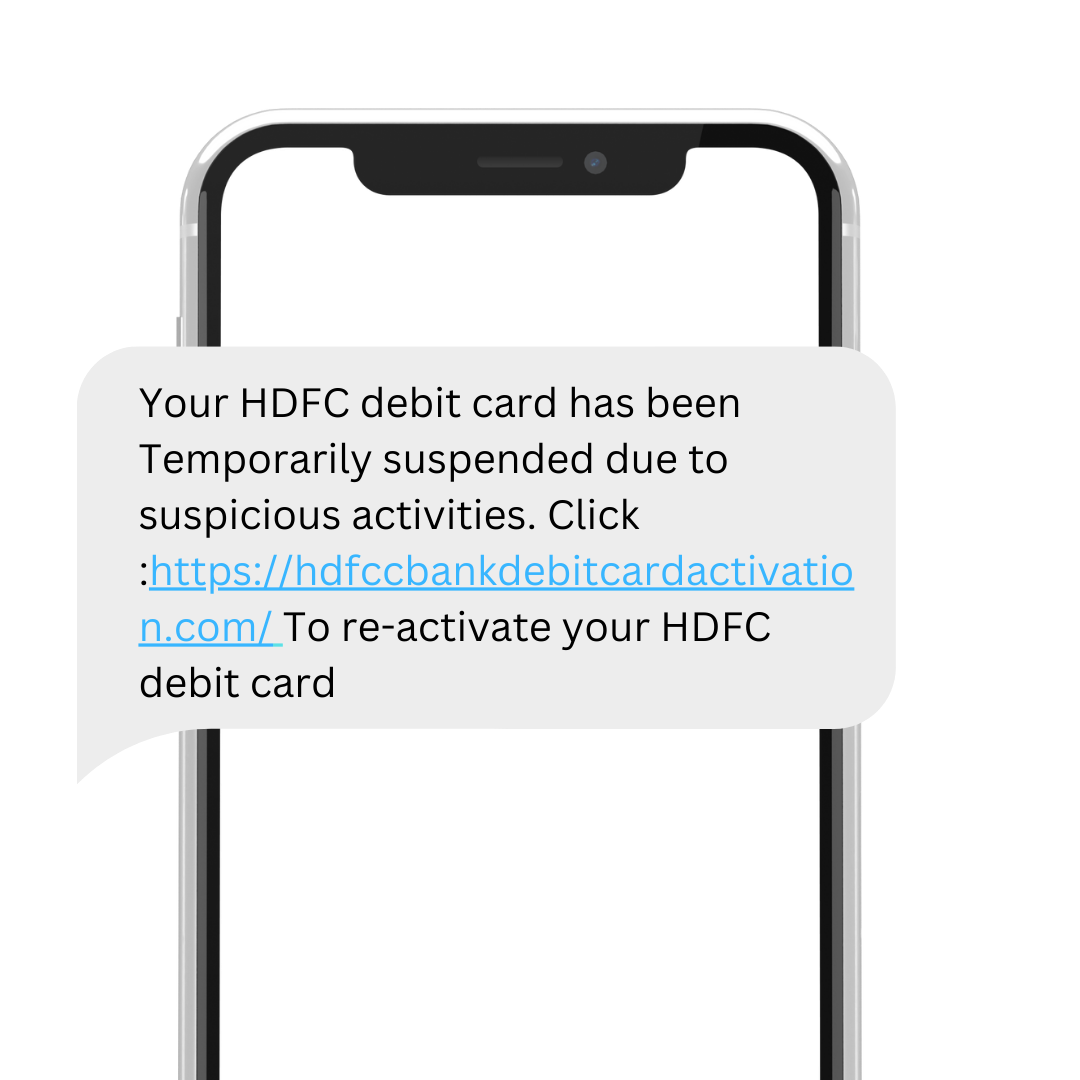 Your HDFC debit card has been
Temporarily suspended due to
suspicious activities. Click
:https://hdfccbankdebitcardactivatio
n.com/ To re-activate your HDFC
debit card